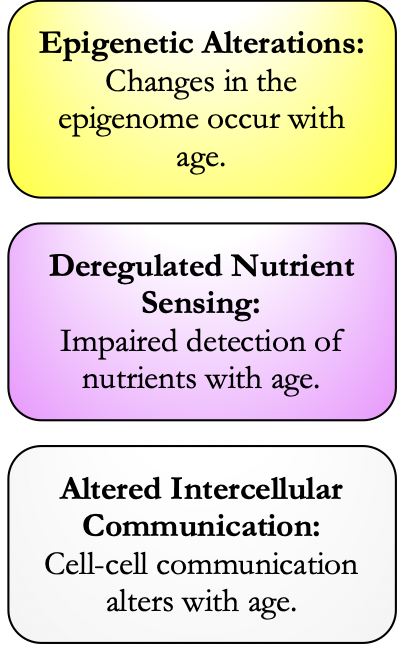 Epigenetic Alterations:
Changes in the
epigenome occur with
age.
Deregulated Nutrient
Sensing:
Impaired detection of
nutrients with age.
Altered Intercellular
Communication:
Cell-cell communication
alters with age.